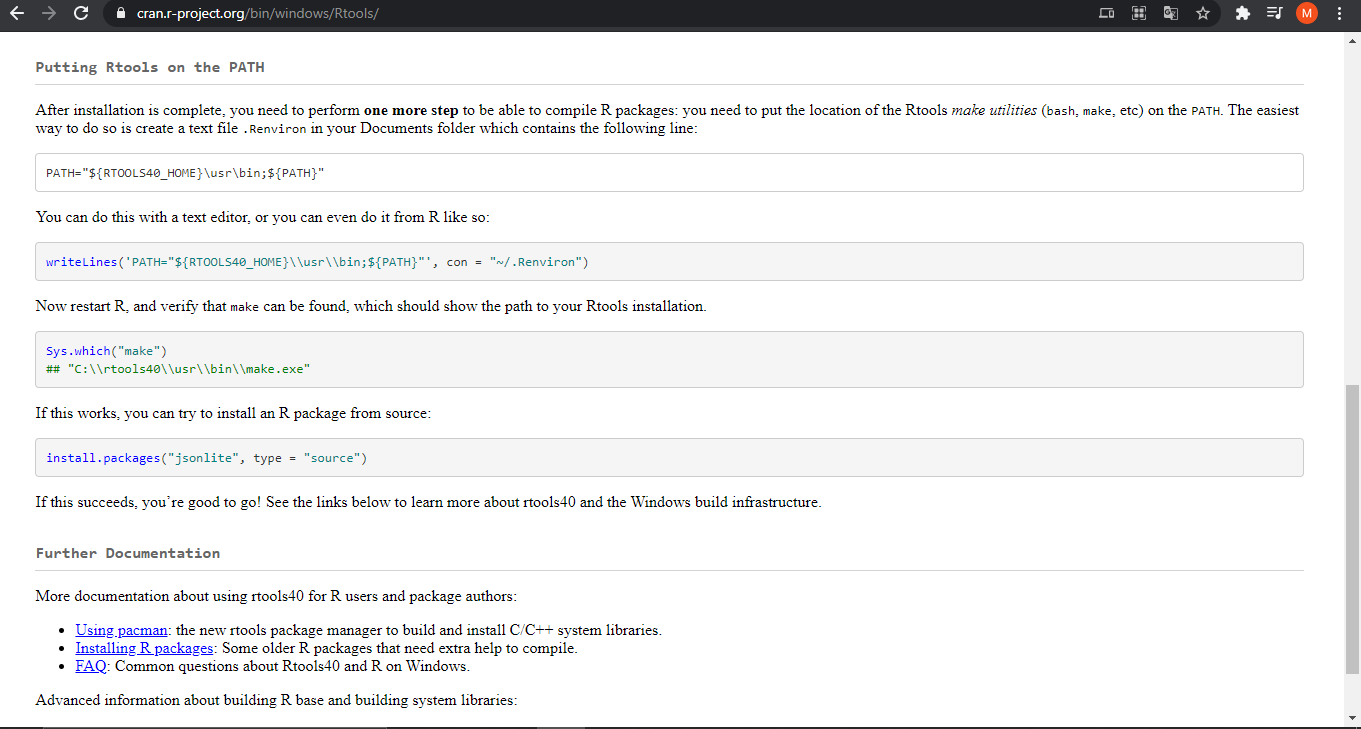 cran.r-project.org/bin/windows/Rtools/
M
Putting Rtools on the PATH
After installation is complete, you need to perform one more step to be able to compile R packages: you need to put the location of the Rtools make utilities (bash, make, etc) on the PATH. The easiest
way to do so is create a text file .Renviron in your Documents folder which contains the following line:
PATH="${RTOOLS40_HOME}\usr\bin;${PATH}"
You can do this with a text editor, or you can even do it from R like so:
writeLines('PATH="${RTOOLS40_HOME}\\usr\\bin;${PATH}"', con = "~/.Renviron")
Now restart R, and verify that make can be found, which should show the path to your Rtools installation.
Sys.which("make")
## "C:\\rtools40\\usr\\bin\\make.exe"
If this works, you can try to install an R package from source:
install.packages("jsonlite", type = "source")
If this succeeds, you’re good to go! See the links below to learn more about rtools40 and the Windows build infrastructure.
Further Documentation
More documentation about using rtools40 for R users and package authors:
• Using pacman: the new rtools package manager to build and install C/C++ system libraries.
• Installing R packages: Some older R packages that need extra help to compile.
• FAQ: Common questions about Rtools40 and R on Windows.
Advanced information about building R base and building system libraries: